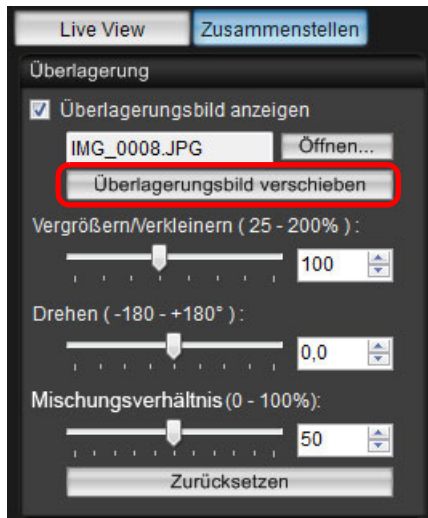 Live View Zusammenstellen
Überlagerung
Überlagerungsbild anzeigen
IMG_0008.JPG Öffnen...
Überlagerungsbild verschieben
Vergrößern/Verkleinern ( 25 - 200% ) :
100
Drehen ( -180 - +180° ) :
0,0
Mischungsverhältnis (0 - 100%):
50
Zurücksetzen